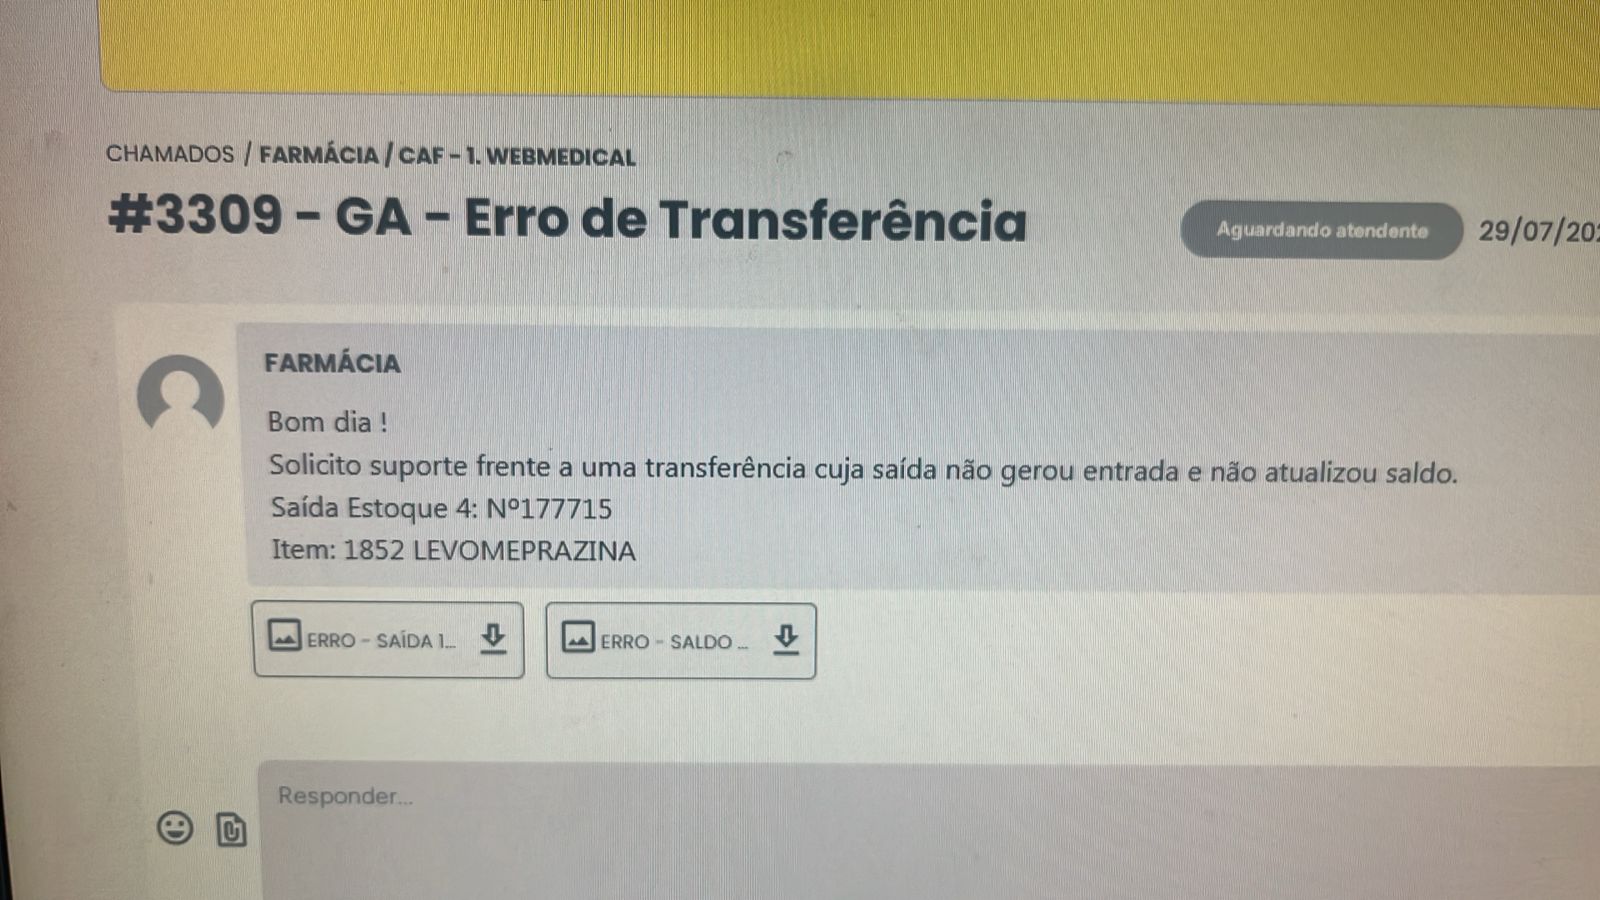 CHAMADOS / FARMÁCIA / CAF - 1. WEBMEDICAL
#3309 - GA - Erro de Transferência
Aguardando atendente
29/07/202
FARMÁCIA
Bom dia !
Solicito suporte frente a uma transferência cuja saída não gerou entrada e não atualizou saldo.
Saída Estoque 4: Nº177715
Item: 1852 LEVOMEPRAZINA
ERRO - SAÍDA 1...
ERRO - SALDO ...
Responder...